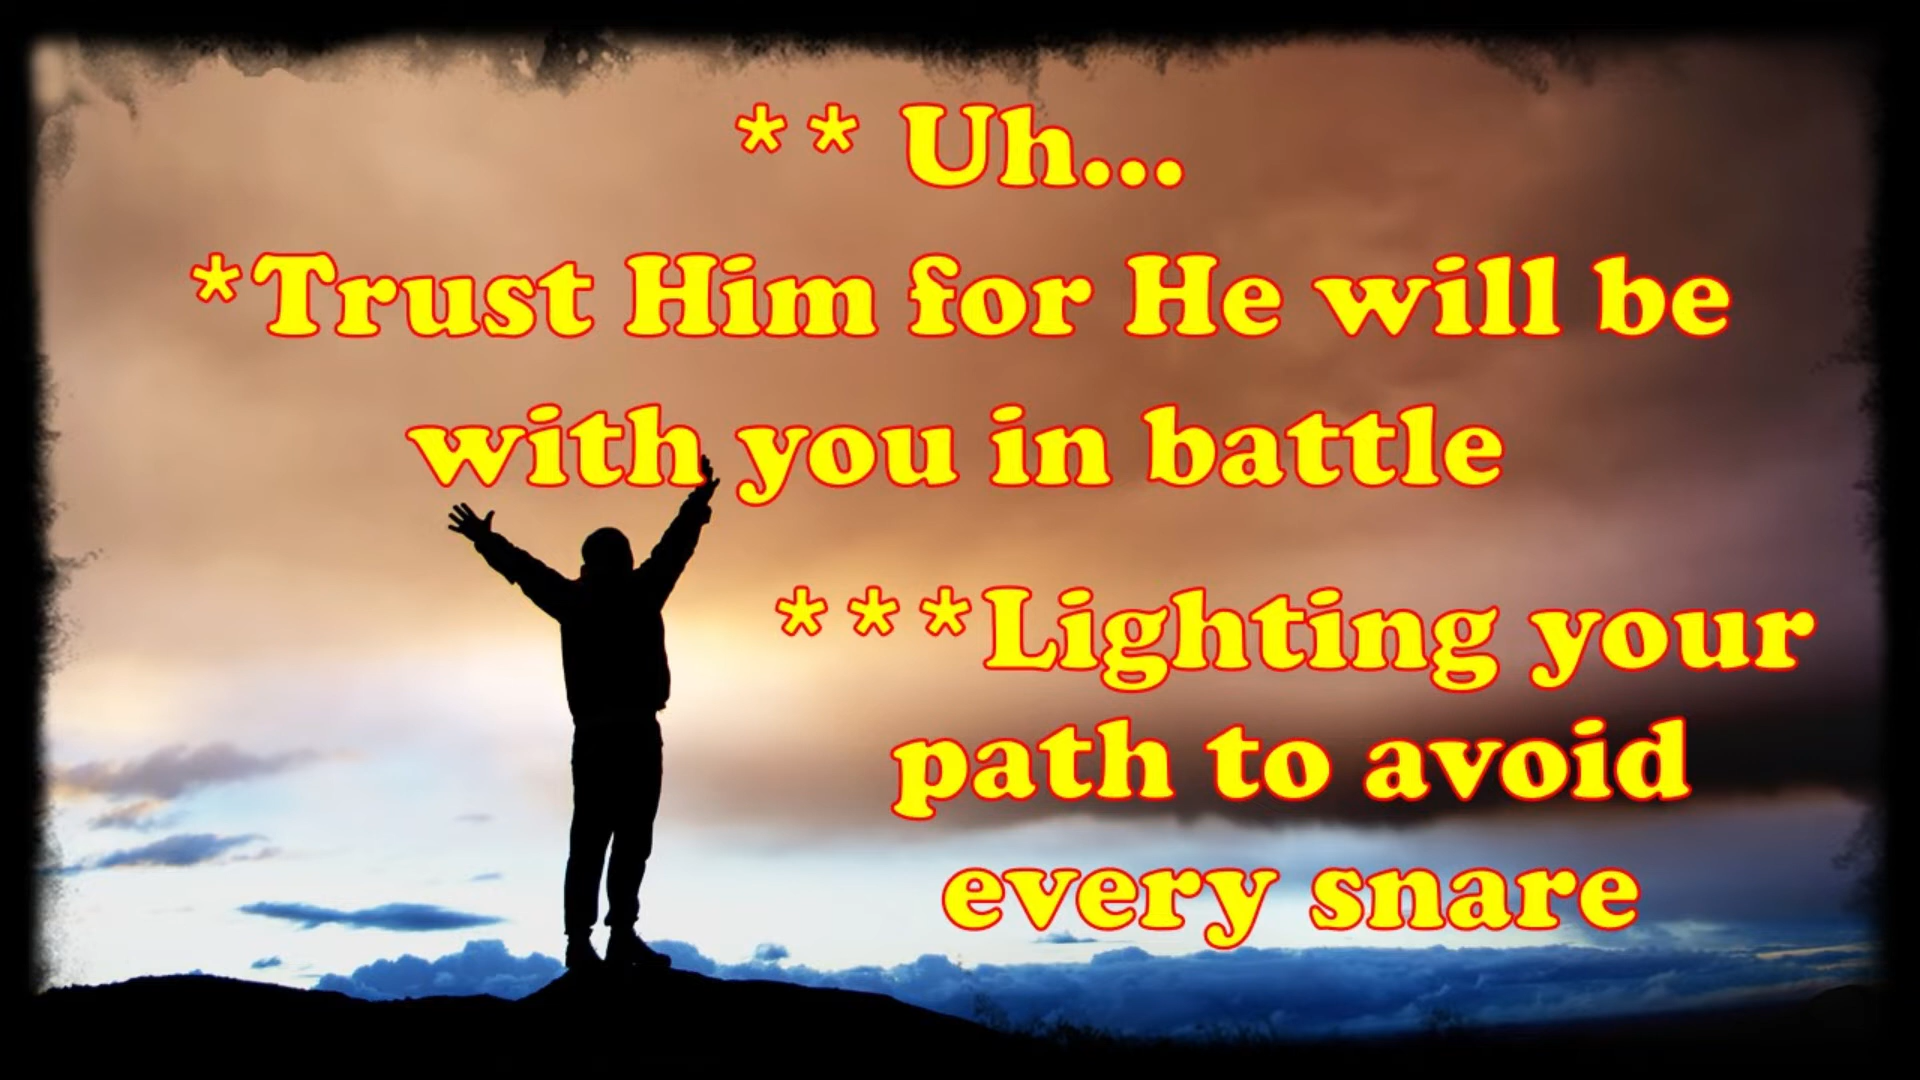 ** Uh...
*Trust Him for He will be
with you in battle
***Lighting your
path to avoid
every snare